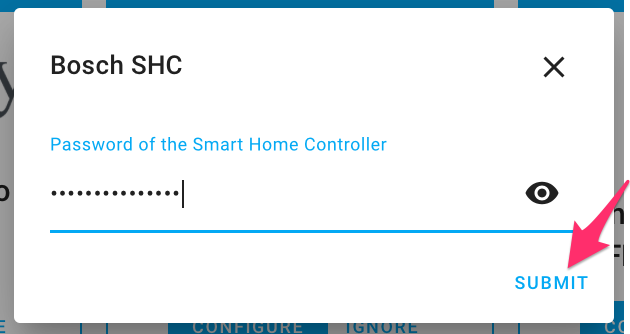 Bosch SHC
Password of the Smart Home Controller
•••••••••••••••
SUBMIT
CONFIGURE
IGNORE